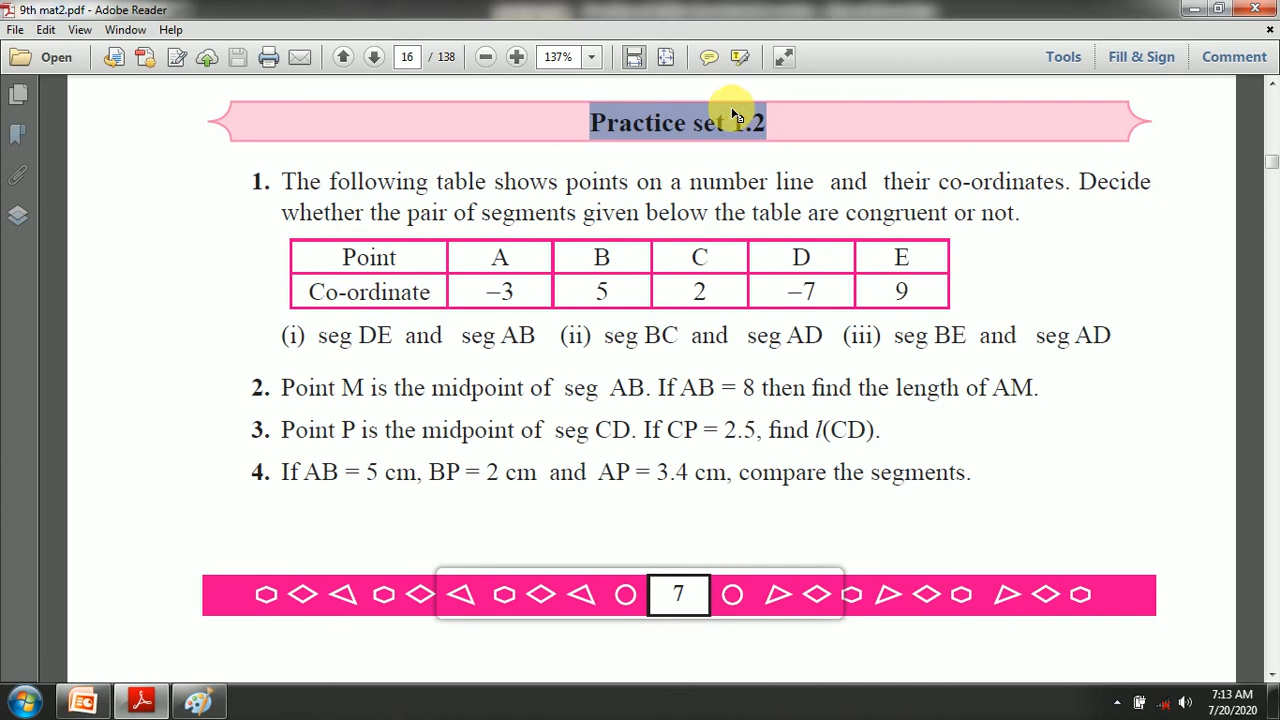 9th mat2.pdf - Adobe Reader
File Edit View Window Help
Open 16 / 138 137% Tools Fill & Sign Comment
Practice set 1.2
1. The following table shows points on a number line and their co-ordinates. Decide
whether the pair of segments given below the table are congruent or not.
Point A B C D E
Co-ordinate –3 5 2 –7 9
(i) seg DE and seg AB (ii) seg BC and seg AD (iii) seg BE and seg AD
2. Point M is the midpoint of seg AB. If AB = 8 then find the length of AM.
3. Point P is the midpoint of seg CD. If CP = 2.5, find l(CD).
4. If AB = 5 cm, BP = 2 cm and AP = 3.4 cm, compare the segments.
7
7:13 AM
7/20/2020